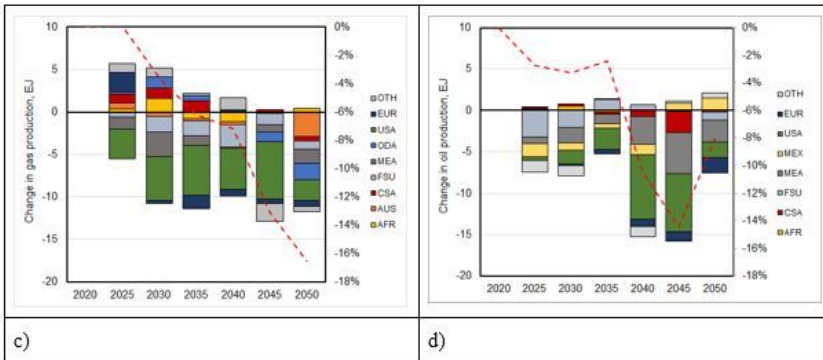 10
5
0
-5
-10
-15
-20
Change in gas production, EJ
2020 2025 2030 2035 2040 2045 2050
0%
-2%
-4%
-6%
-8%
-10%
-12%
-14%
-16%
-18%
OTH
EUR
USA
ODA
MEA
FSU
CSA
AUS
AFR
10
5
0
-5
-10
-15
-20
Change in oil production, EJ
2020 2025 2030 2035 2040 2045 2050
0%
-2%
-4%
-6%
-8%
-10%
-12%
-14%
-16%
-18%
OTH
EUR
USA
MEX
MEA
FSU
CSA
AFR
c)
d)